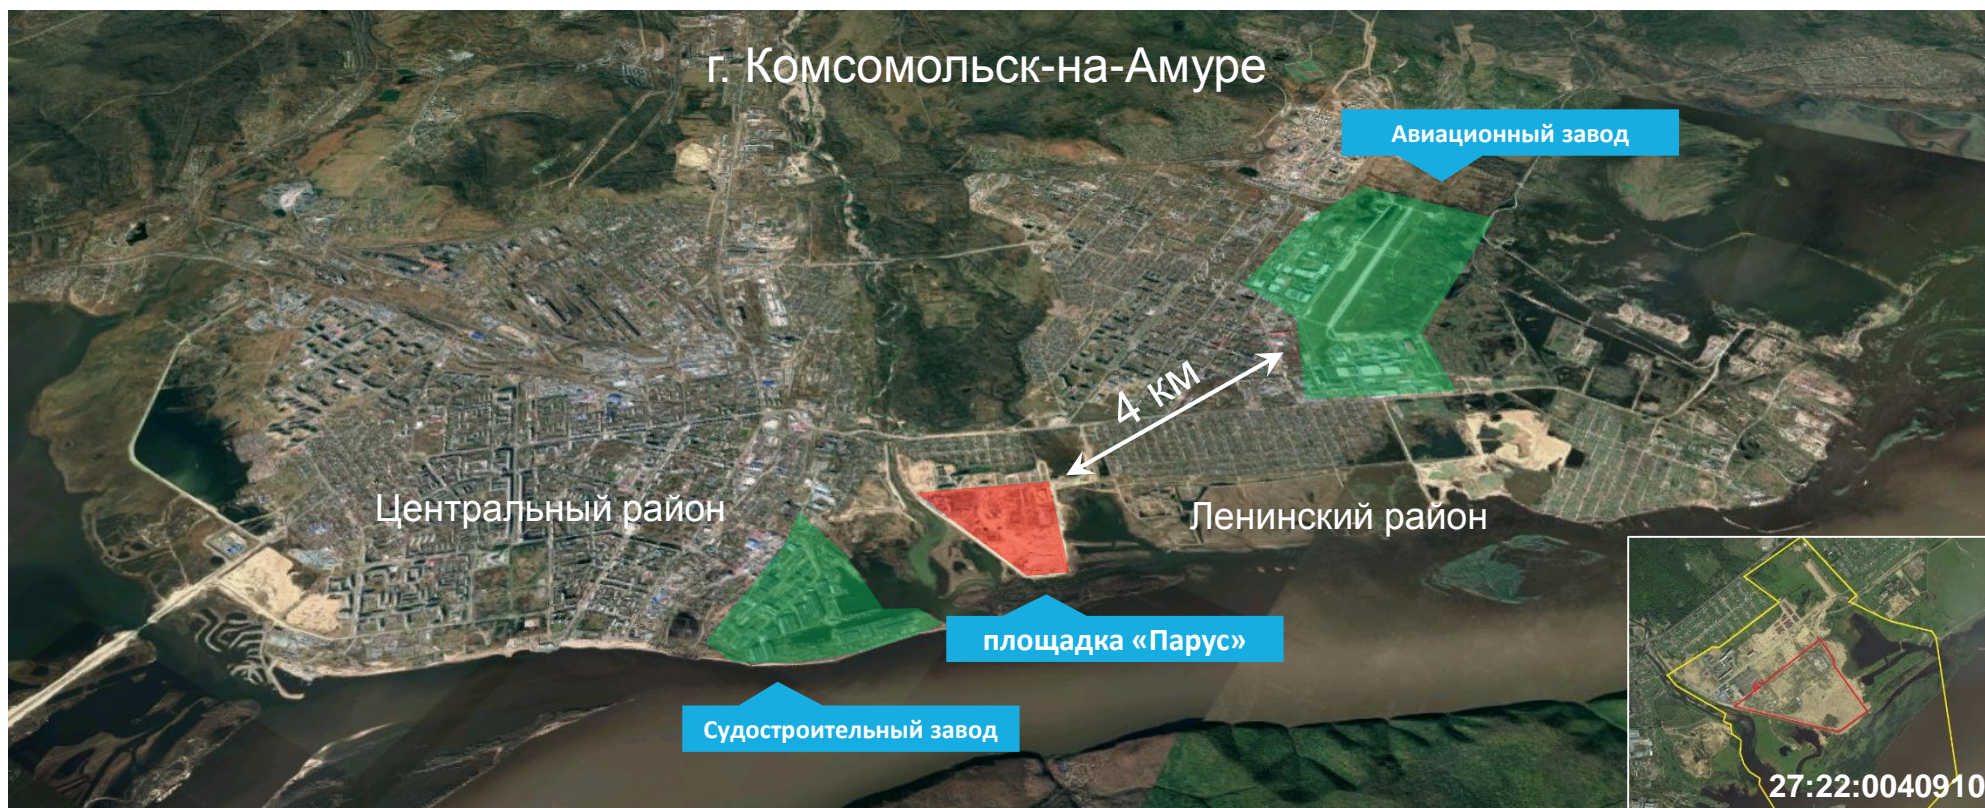 г. Комсомольск-на-Амуре
Авиационный завод
4 км
Центральный район
Ленинский район
площадка «Парус»
Судостроительный завод
27:22:0040910